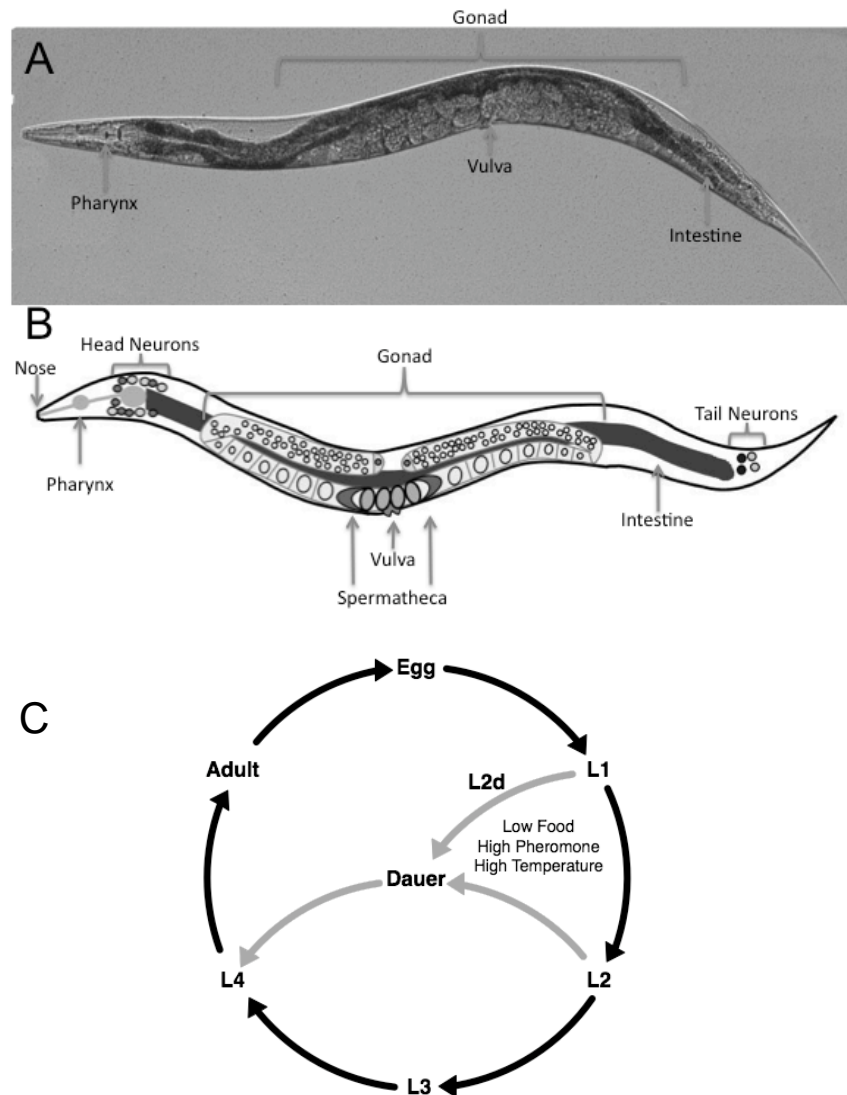 Gonad
A
Vulva
Pharynx
Intestine
B
Head Neurons
Gonad
Nose
Tail Neurons
Pharynx
Intestine
Vulva
Spermatheca
C
Egg
Adult
L1
L2d
Low Food
High Pheromone
High Temperature
Dauer
L4
L2
L3